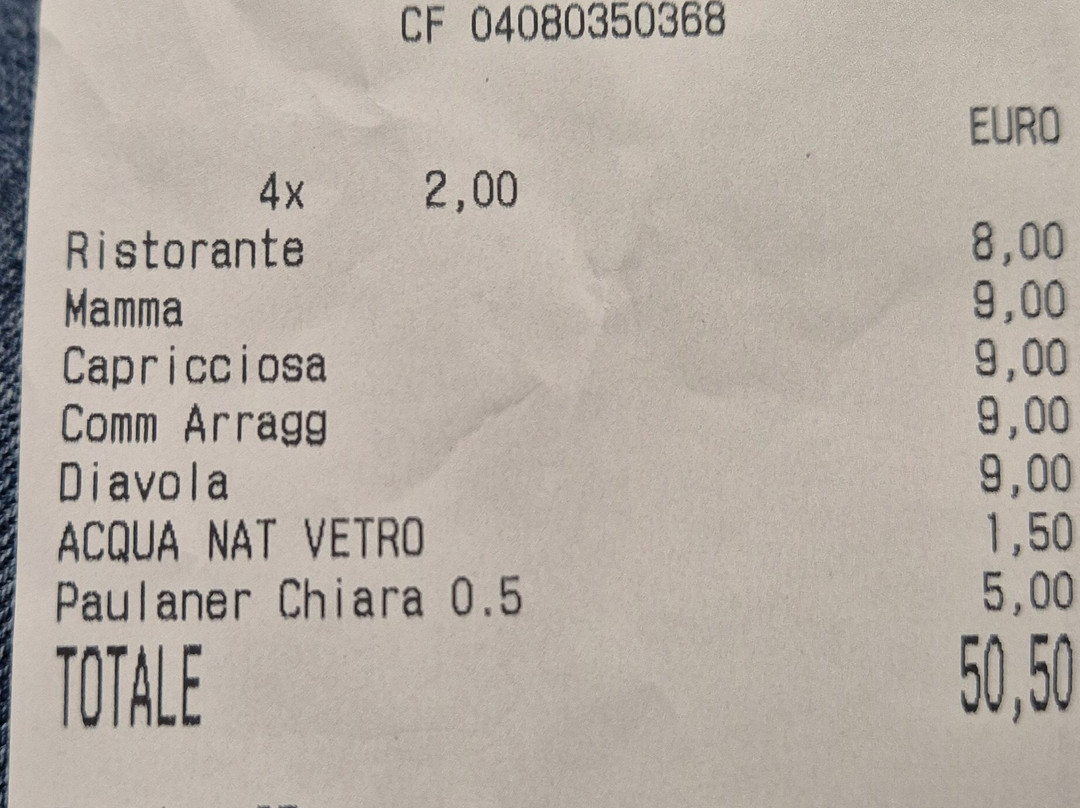 CF 04080350368
EURO
4x 2,00
Ristorante 8,00
Mamma 9,00
Capricciosa 9,00
Comm Arragg 9,00
Diavola 9,00
ACQUA NAT VETRO 1,50
Paulaner Chiara 0.5 5,00
TOTALE 50,50